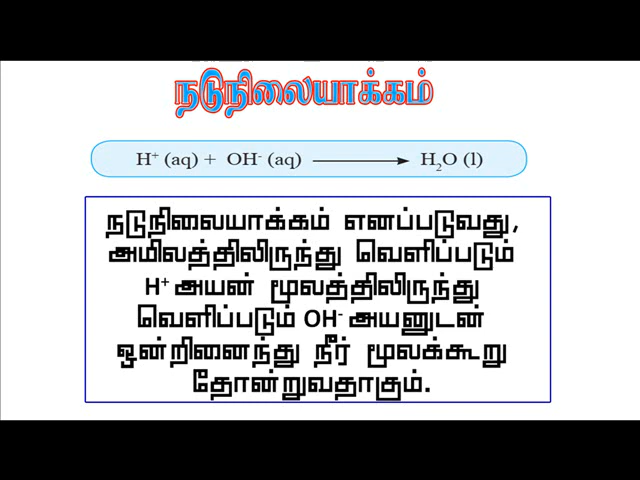 நடுநிலையாக்கம்
H⁺ (aq) + OH⁻ (aq) ⟶ H₂O (l)
நடுநிலையாக்கம் எனப்படுவது,
அமிலத்திலிருந்து வெளிப்படும்
H⁺ அயன் மூலத்திலிருந்து
வெளிப்படும் OH⁻ அயனுடன்
ஒன்றினைந்து நீர் மூலக்கூறு
தோன்றுவதாகும்.